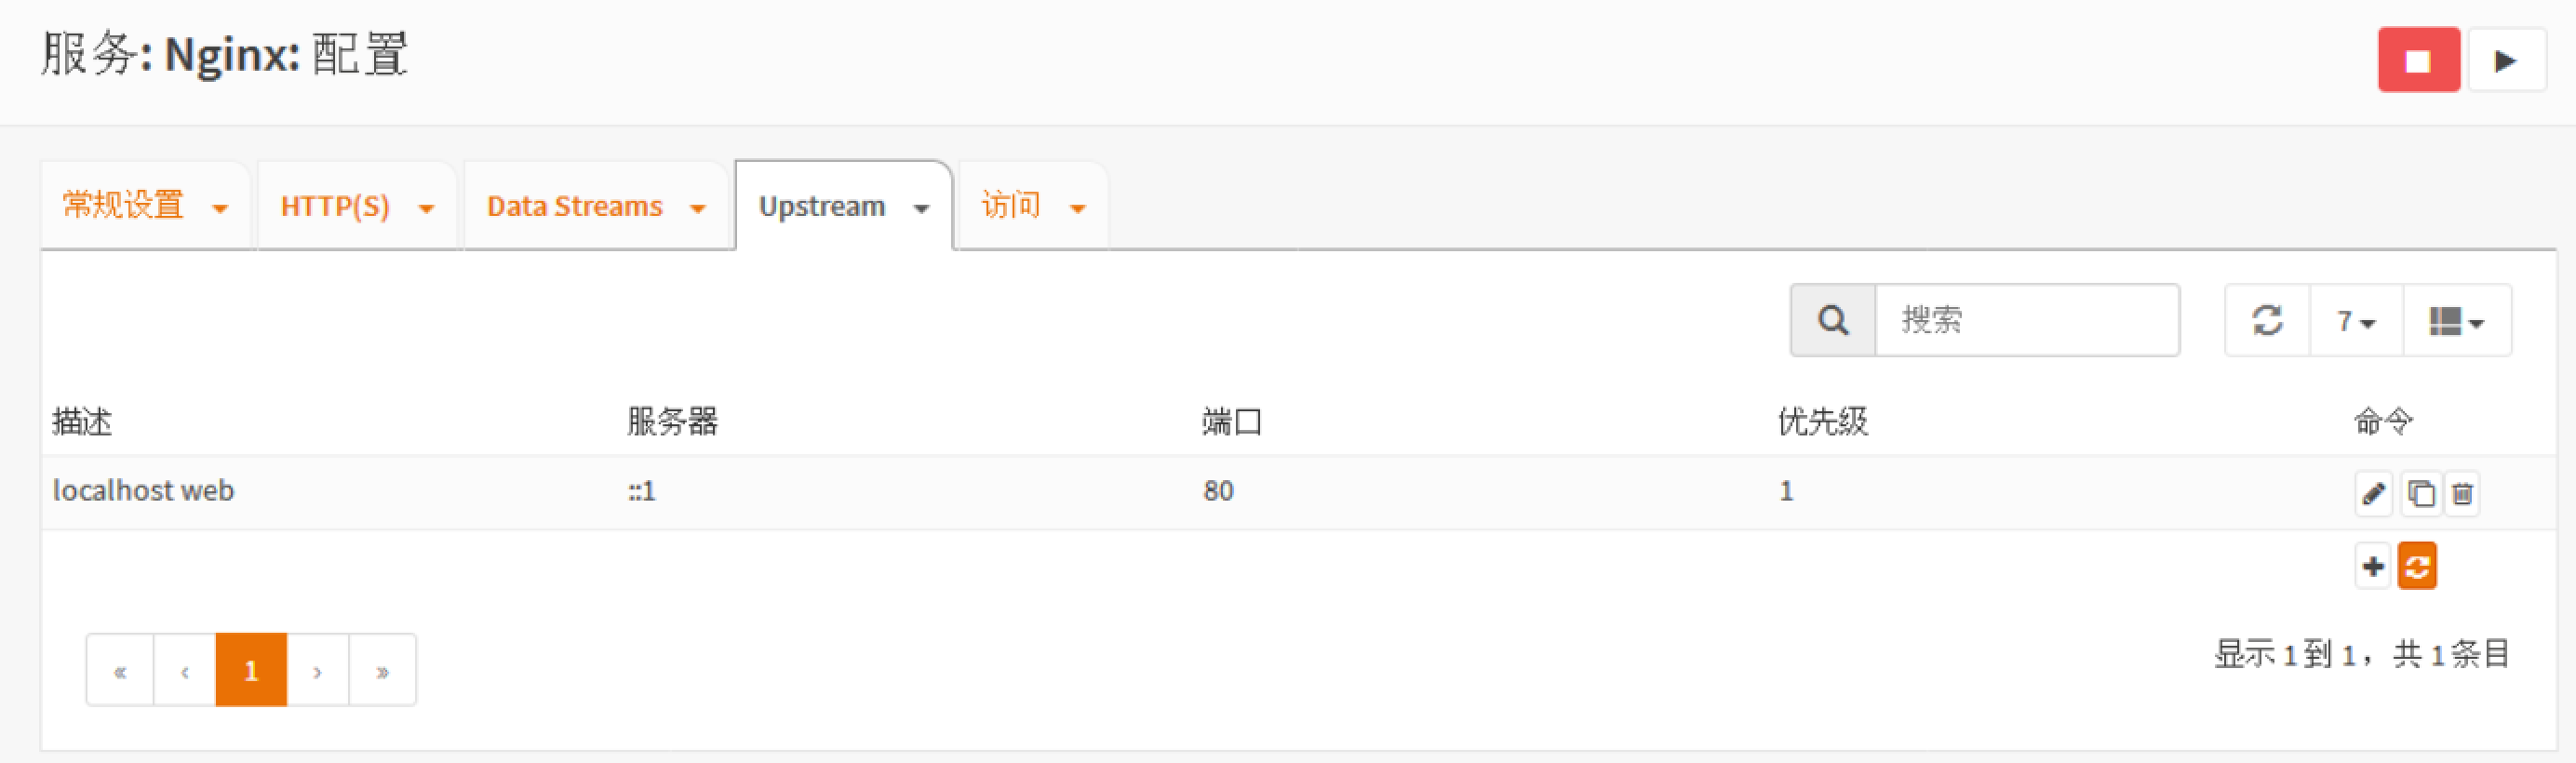 服务: Nginx: 配置
常规设置 HTTP(S) Data Streams Upstream 访问
搜索 7
描述 服务器 端口 优先级 命令
localhost web ::1 80 1
« ‹ 1 › »
显示 1 到 1，共 1 条目